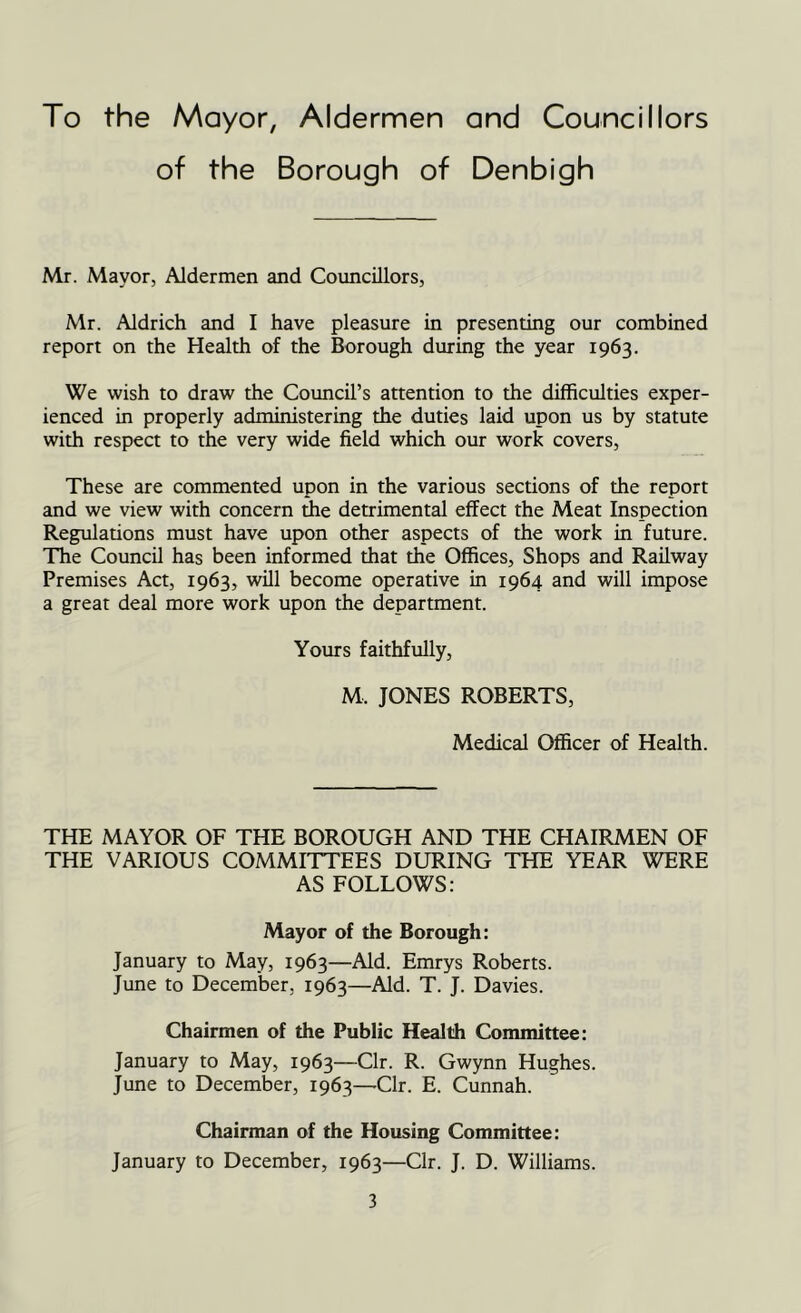 To the Mayor, Aldermen and Councillors
of the Borough of Denbigh
Mr. Mayor, Aldermen and Councillors,
Mr. Aldrich and I have pleasure in presenting our combined
report on the Health of the Borough during the year 1963.
We wish to draw the Council’s attention to the difficulties exper-
ienced in properly administering the duties laid upon us by statute
with respect to the very wide field which our work covers,
These are commented upon in the various sections of the report
and we view with concern the detrimental effect the Meat Inspection
Regulations must have upon other aspects of the work in future.
The Council has been informed that the Offices, Shops and Railway
Premises Act, 1963, will become operative in 1964 and will impose
a great deal more work upon the department.
Yours faithfully,
M. JONES ROBERTS,
Medical Officer of Health.
THE MAYOR OF THE BOROUGH AND THE CHAIRMEN OF
THE VARIOUS COMMITTEES DURING THE YEAR WERE
AS FOLLOWS:
Mayor of the Borough:
January to May, 1963—Ald. Emrys Roberts.
June to December, 1963—Ald. T. J. Davies.
Chairmen of the Public Health Committee:
January to May, 1963—Clr. R. Gwynn Hughes.
June to December, 1963—Clr. E. Cunnah.
Chairman of the Housing Committee:
January to December, 1963—Clr. J. D. Williams.
3